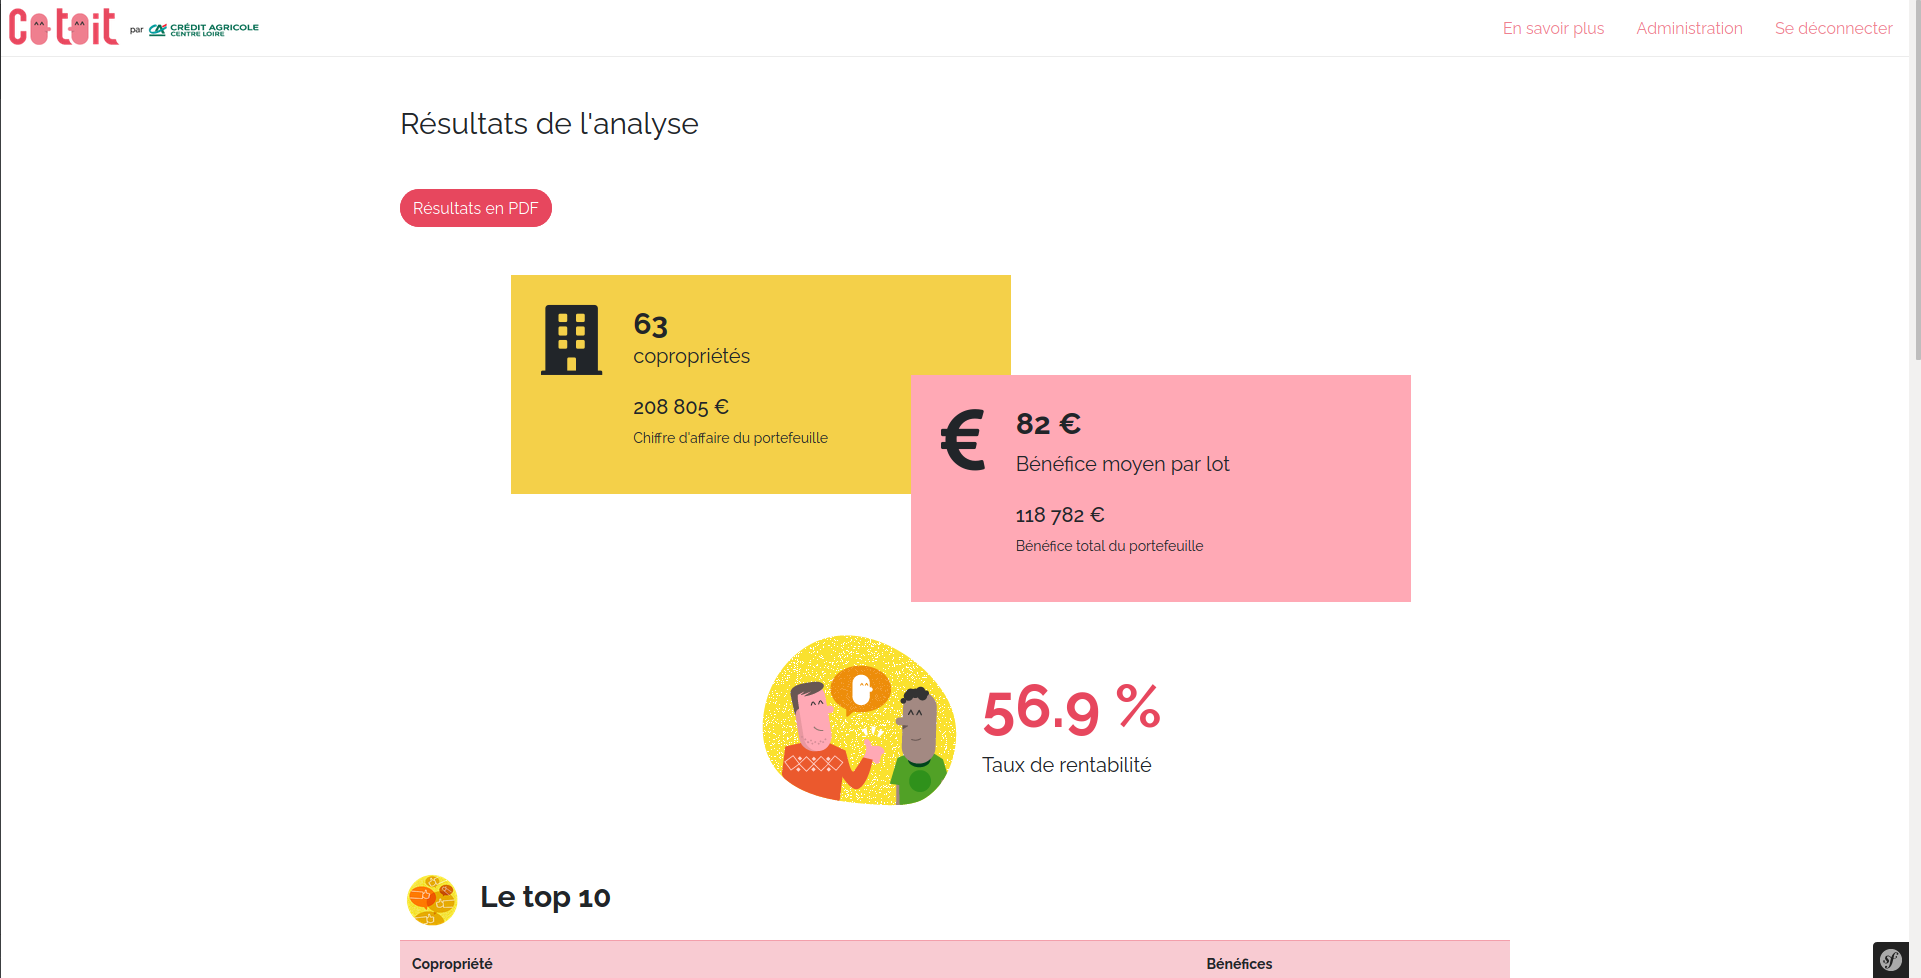 Cotoit par CRÉDIT AGRICOLE
CENTRE LOIRE
En savoir plus Administration Se déconnecter
Résultats de l'analyse
Résultats en PDF
63
copropriétés
208 805 €
Chiffre d'affaire du portefeuille
82 €
Bénéfice moyen par lot
118 782 €
Bénéfice total du portefeuille
56.9 %
Taux de rentabilité
Le top 10
Copropriété Bénéfices
sf